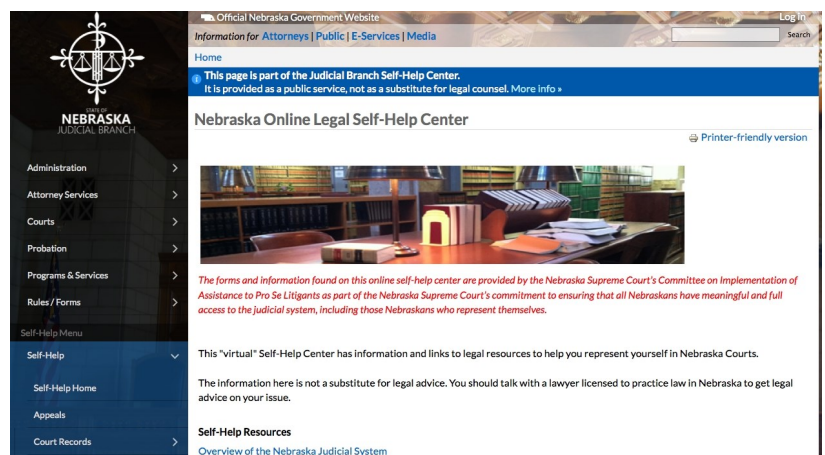 Official Nebraska Government Website
Log in
Information for Attorneys | Public | E-Services | Media
Search
Home
This page is part of the Judicial Branch Self-Help Center.
It is provided as a public service, not as a substitute for legal counsel. More info »
STATE OF
NEBRASKA
JUDICIAL BRANCH
Nebraska Online Legal Self-Help Center
Printer-friendly version
Administration
Attorney Services
Courts
Probation
Programs & Services
Rules / Forms
Self-Help Menu
Self-Help
Self-Help Home
Appeals
Court Records
The forms and information found on this online self-help center are provided by the Nebraska Supreme Court's Committee on Implementation of
Assistance to Pro Se Litigants as part of the Nebraska Supreme Court's commitment to ensuring that all Nebraskans have meaningful and full
access to the judicial system, including those Nebraskans who represent themselves.
This "virtual" Self-Help Center has information and links to legal resources to help you represent yourself in Nebraska Courts.
The information here is not a substitute for legal advice. You should talk with a lawyer licensed to practice law in Nebraska to get legal
advice on your issue.
Self-Help Resources
Overview of the Nebraska Judicial System